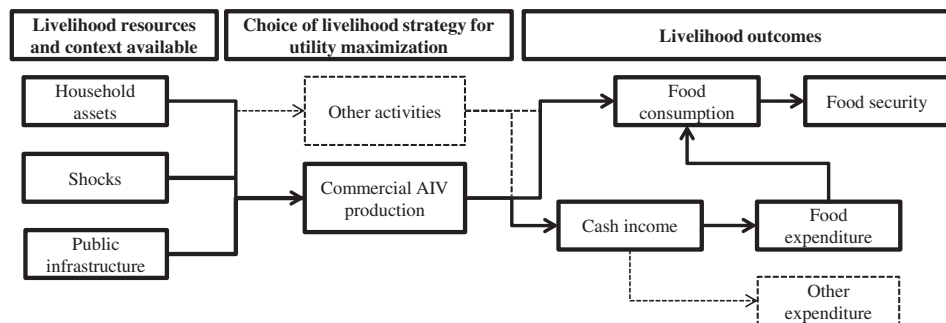 Livelihood resources
and context available
Choice of livelihood strategy for
utility maximization
Livelihood outcomes
Household
assets
Other activities
Food
consumption
Food security
Shocks
Commercial AIV
production
Public
infrastructure
Cash income
Food
expenditure
Other
expenditure